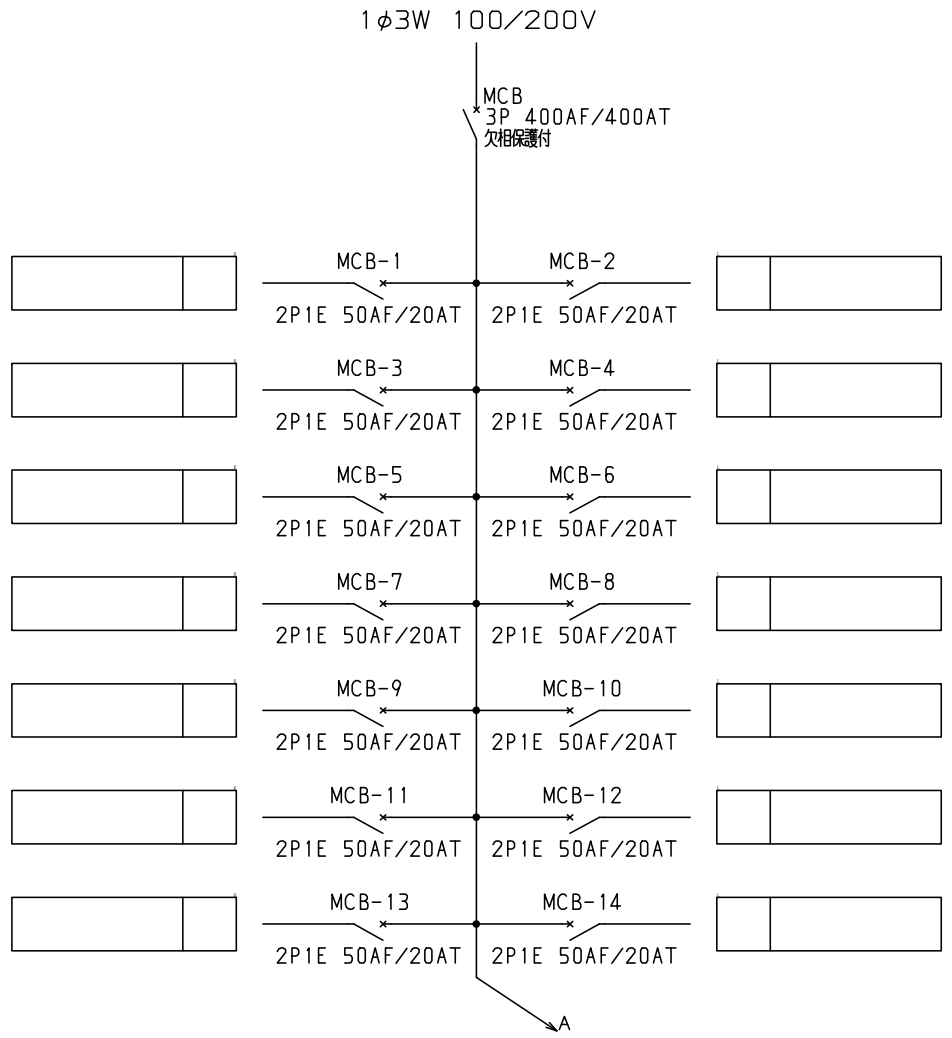 1φ3W 100/200V
MCB
3P 400AF/400AT
欠相保護付
MCB-1 MCB-2
2P1E 50AF/20AT 2P1E 50AF/20AT
MCB-3 MCB-4
2P1E 50AF/20AT 2P1E 50AF/20AT
MCB-5 MCB-6
2P1E 50AF/20AT 2P1E 50AF/20AT
MCB-7 MCB-8
2P1E 50AF/20AT 2P1E 50AF/20AT
MCB-9 MCB-10
2P1E 50AF/20AT 2P1E 50AF/20AT
MCB-11 MCB-12
2P1E 50AF/20AT 2P1E 50AF/20AT
MCB-13 MCB-14
2P1E 50AF/20AT 2P1E 50AF/20AT
A